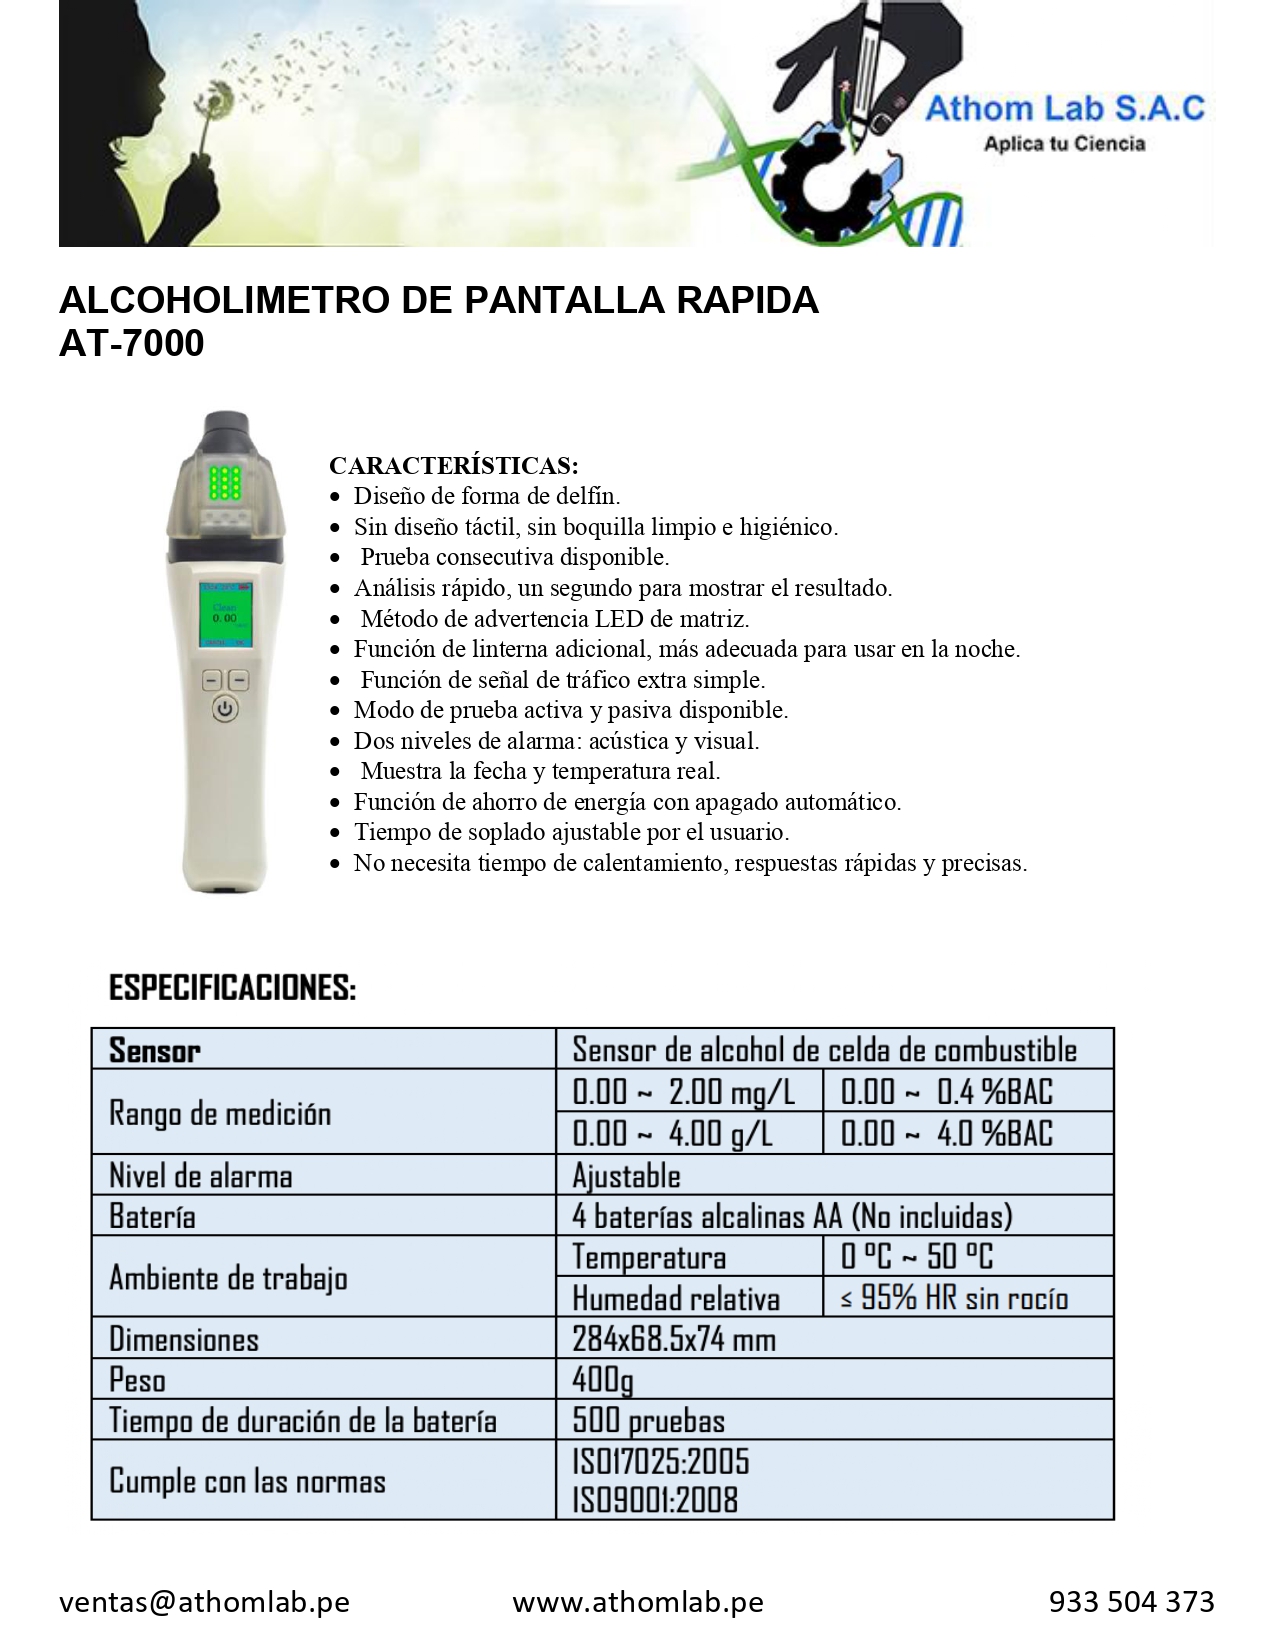 Athom Lab S.A.C
Aplica tu Ciencia
ALCOHOLIMETRO DE PANTALLA RAPIDA
AT-7000
Clean
0.00
CARACTERÍSTICAS:
• Diseño de forma de delfín.
• Sin diseño táctil, sin boquilla limpio e higiénico.
• Prueba consecutiva disponible.
• Análisis rápido, un segundo para mostrar el resultado.
• Método de advertencia LED de matriz.
• Función de linterna adicional, más adecuada para usar en la noche.
• Función de señal de tráfico extra simple.
• Modo de prueba activa y pasiva disponible.
• Dos niveles de alarma: acústica y visual.
• Muestra la fecha y temperatura real.
• Función de ahorro de energía con apagado automático.
• Tiempo de soplado ajustable por el usuario.
• No necesita tiempo de calentamiento, respuestas rápidas y precisas.
ESPECIFICACIONES:
Sensor Sensor de alcohol de celda de combustible
Rango de medición 0.00 ~ 2.00 mg/L 0.00 ~ 0.4 %BAC
0.00 ~ 4.00 g/L 0.00 ~ 4.0 %BAC
Nivel de alarma Ajustable
Batería 4 baterías alcalinas AA (No incluidas)
Ambiente de trabajo Temperatura 0 ºC ~ 50 ºC
Humedad relativa ≤ 95% HR sin rocío
Dimensiones 284x68.5x74 mm
Peso 400g
Tiempo de duración de la batería 500 pruebas
Cumple con las normas ISO17025:2005
ISO9001:2008
ventas@athomlab.pe www.athomlab.pe 933 504 373